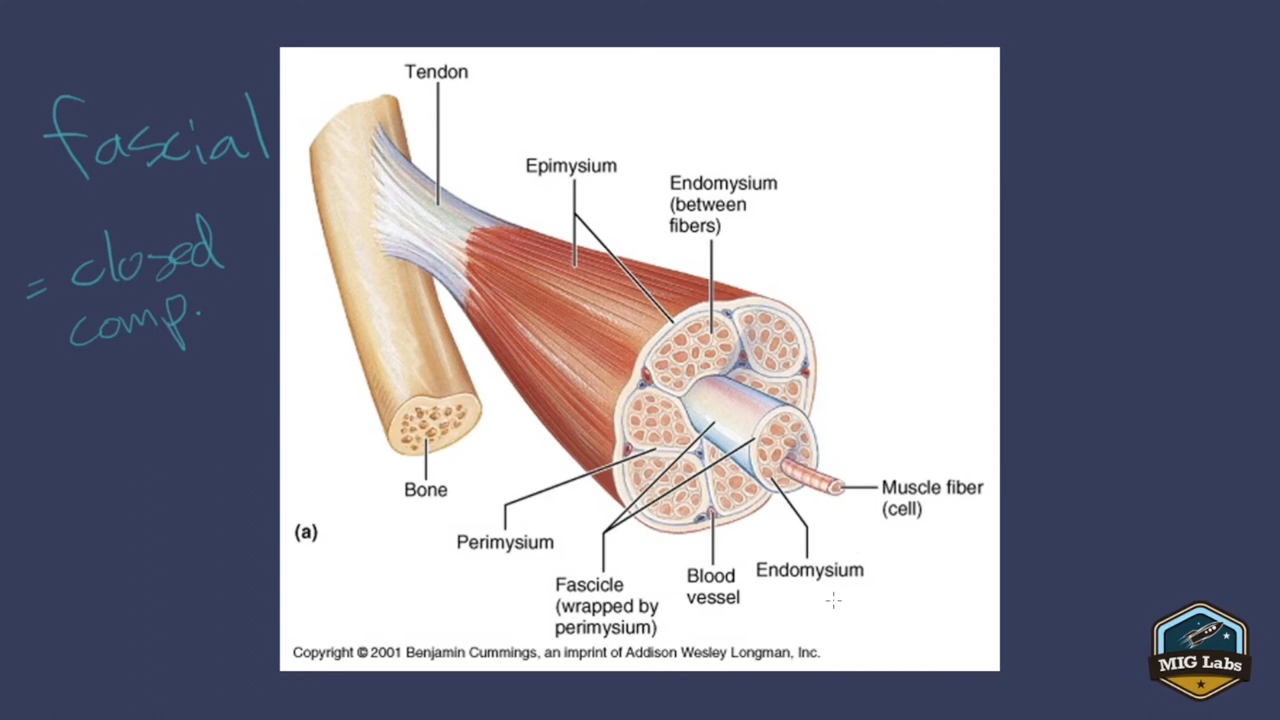 fascial
= closed
comp.
Tendon
Epimysium
Endomysium
(between
fibers)
Bone
Muscle fiber
(cell)
(a)
Perimysium
Fascicle
(wrapped by
perimysium)
Blood
vessel
Endomysium
Copyright © 2001 Benjamin Cummings, an imprint of Addison Wesley Longman, Inc.
MIG Labs